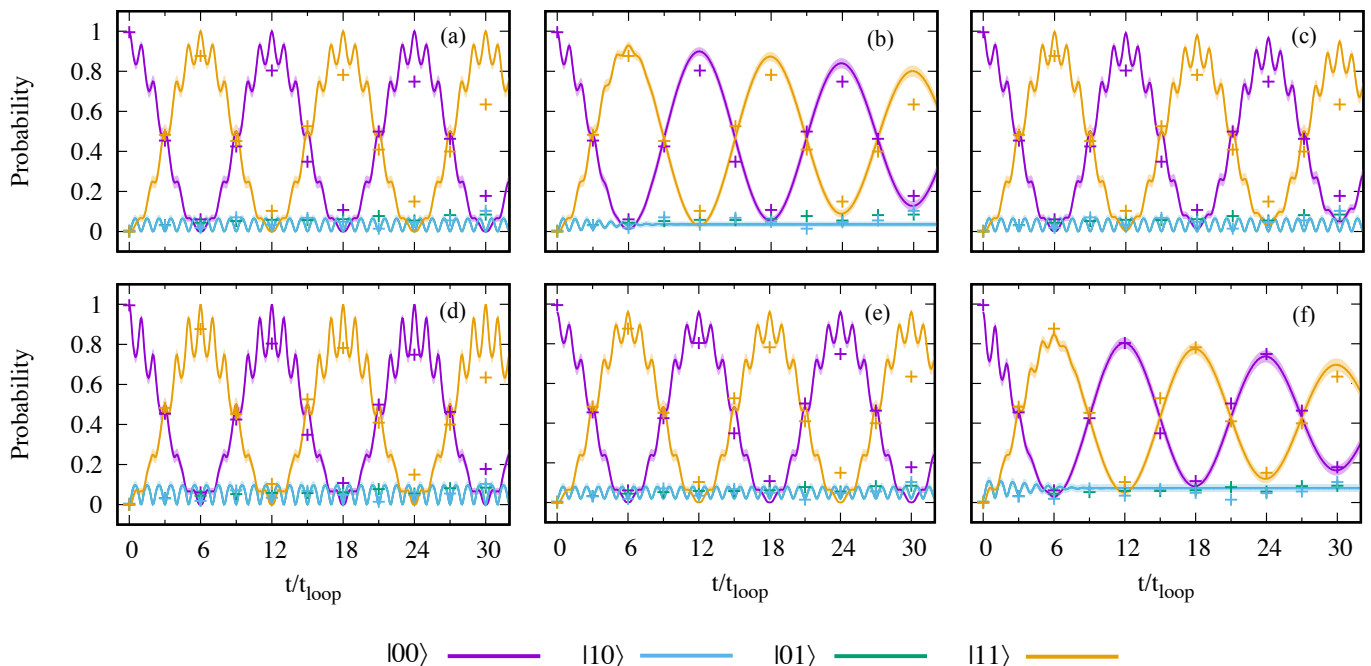 (a) (b) (c)
1
0.8
0.6
0.4
0.2
0
Probability
(d) (e) (f)
1
0.8
0.6
0.4
0.2
0
Probability
0 6 12 18 24 30 0 6 12 18 24 30 0 6 12 18 24 30
t/t_loop t/t_loop t/t_loop
|00⟩ |10⟩ |01⟩ |11⟩